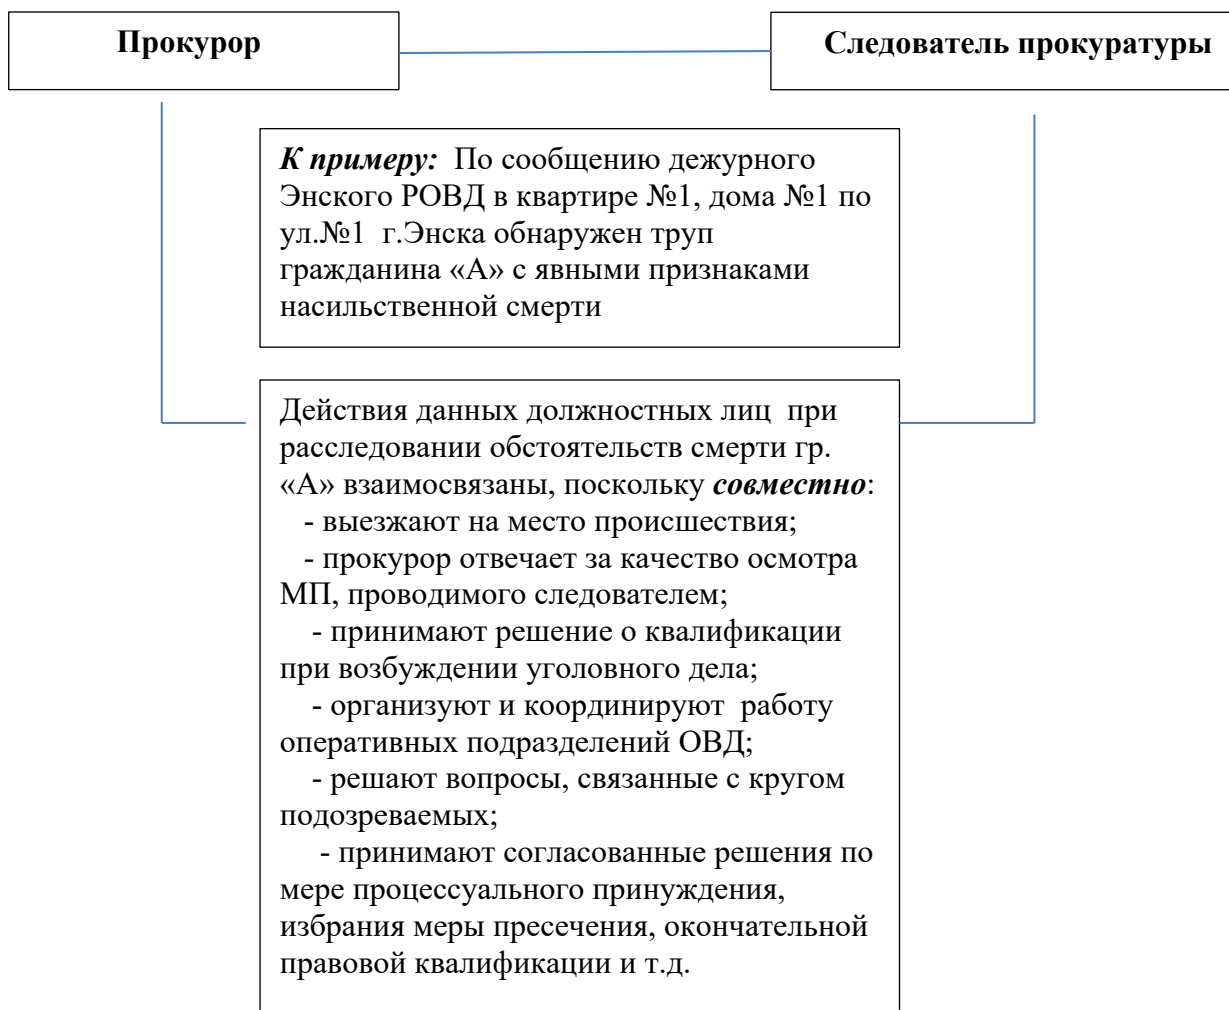 Прокурор
Следователь прокуратуры
К примеру: По сообщению дежурного
Энского РОВД в квартире №1, дома №1 по
ул.№1 г.Энска обнаружен труп
гражданина «А» с явными признаками
насильственной смерти
Действия данных должностных лиц при
расследовании обстоятельств смерти гр.
«А» взаимосвязаны, поскольку совместно:
- выезжают на место происшествия;
- прокурор отвечает за качество осмотра
МП, проводимого следователем;
- принимают решение о квалификации
при возбуждении уголовного дела;
- организуют и координируют работу
оперативных подразделений ОВД;
- решают вопросы, связанные с кругом
подозреваемых;
- принимают согласованные решения по
мере процессуального принуждения,
избрания меры пресечения, окончательной
правовой квалификации и т.д.